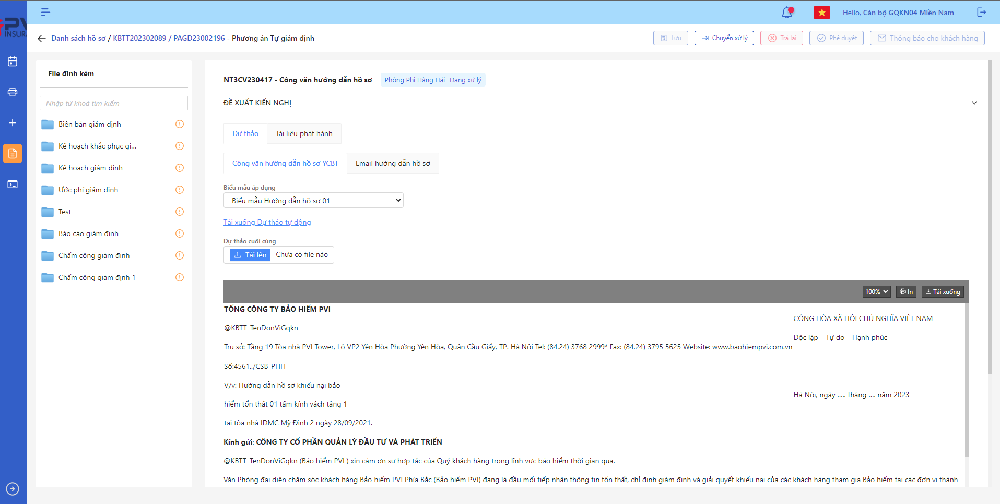 PV
INSURA
Hello, Cán bộ GQKN04 Miền Nam
Danh sách hồ sơ / KBTT202302089 / PAGD23002196 - Phương án Tự giám định
Lưu
Chuyển xử lý
Trả lại
Phê duyệt
Thông báo cho khách hàng
File đính kèm
Nhập từ khoá tìm kiếm
Biên bản giám định
Kế hoạch khắc phục gi...
Kế hoạch giám định
Ước phí giám định
Test
Báo cáo giám định
Chấm công giám định
Chấm công giám định 1
NT3CV230417 - Công văn hướng dẫn hồ sơ
Phòng Phi Hàng Hải -Đang xử lý
ĐỀ XUẤT KIẾN NGHỊ
Dự thảo
Tài liệu phát hành
Công văn hướng dẫn hồ sơ YCBT
Email hướng dẫn hồ sơ
Biểu mẫu áp dụng
Biểu mẫu Hướng dẫn hồ sơ 01
Tải xuống Dự thảo tự động
Dự thảo cuối cùng
Tải lên
Chưa có file nào
100%
In
Tải xuống
TỔNG CÔNG TY BẢO HIỂM PVI
@KBTT_TenDonViGqkn
Trụ sở: Tầng 19 Tòa nhà PVI Tower, Lô VP2 Yên Hòa Phường Yên Hòa, Quận Cầu Giấy, TP. Hà Nội Tel: (84.24) 3768 2999* Fax: (84.24) 3795 5625 Website: www.baohiempvi.com.vn
Số:4561../CSB-PHH
V/v: Hướng dẫn hồ sơ khiếu nại bảo
hiểm tổn thất 01 tấm kính vách tầng 1
tại tòa nhà IDMC Mỹ Đình 2 ngày 28/09/2021.
CỘNG HÒA XÃ HỘI CHỦ NGHĨA VIỆT NAM
Độc lập – Tự do – Hạnh phúc
Hà Nội, ngày ..... tháng .... năm 2023
Kính gửi: CÔNG TY CỔ PHẦN QUẢN LÝ ĐẦU TƯ VÀ PHÁT TRIỂN
@KBTT_TenDonViGqkn (Bảo hiểm PVI ) xin cảm ơn sự hợp tác của Quý khách hàng trong lĩnh vực bảo hiểm thời gian qua.
Văn Phòng đại diện chăm sóc khách hàng Bảo hiểm PVI Phía Bắc (Bảo hiểm PVI) đang là đầu mối tiếp nhận thông tin tổn thất, chỉ định giám định và giải quyết khiếu nại của các khách hàng tham gia Bảo hiểm tại các đơn vị thành